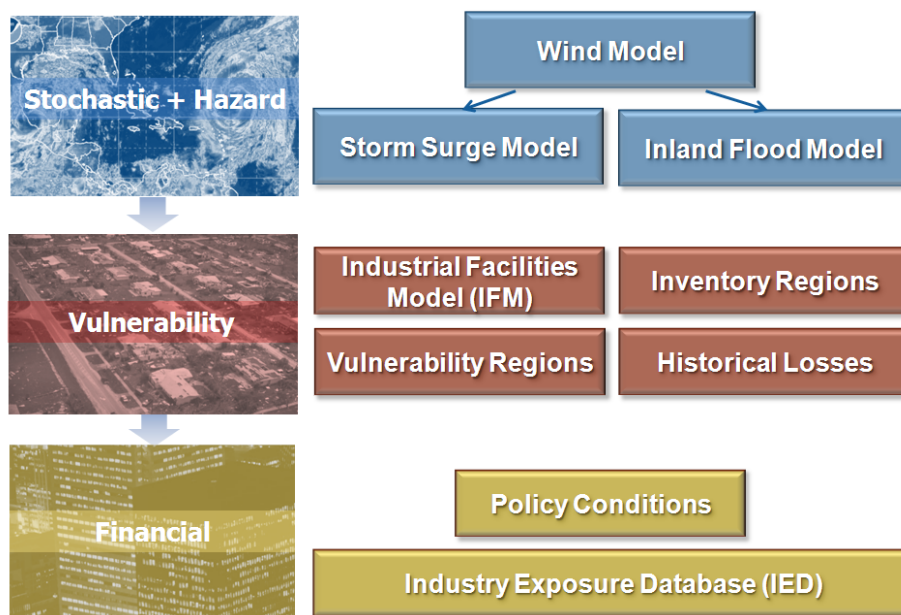 Stochastic + Hazard
Wind Model
Storm Surge Model
Inland Flood Model
Vulnerability
Industrial Facilities
Model (IFM)
Inventory Regions
Vulnerability Regions
Historical Losses
Financial
Policy Conditions
Industry Exposure Database (IED)